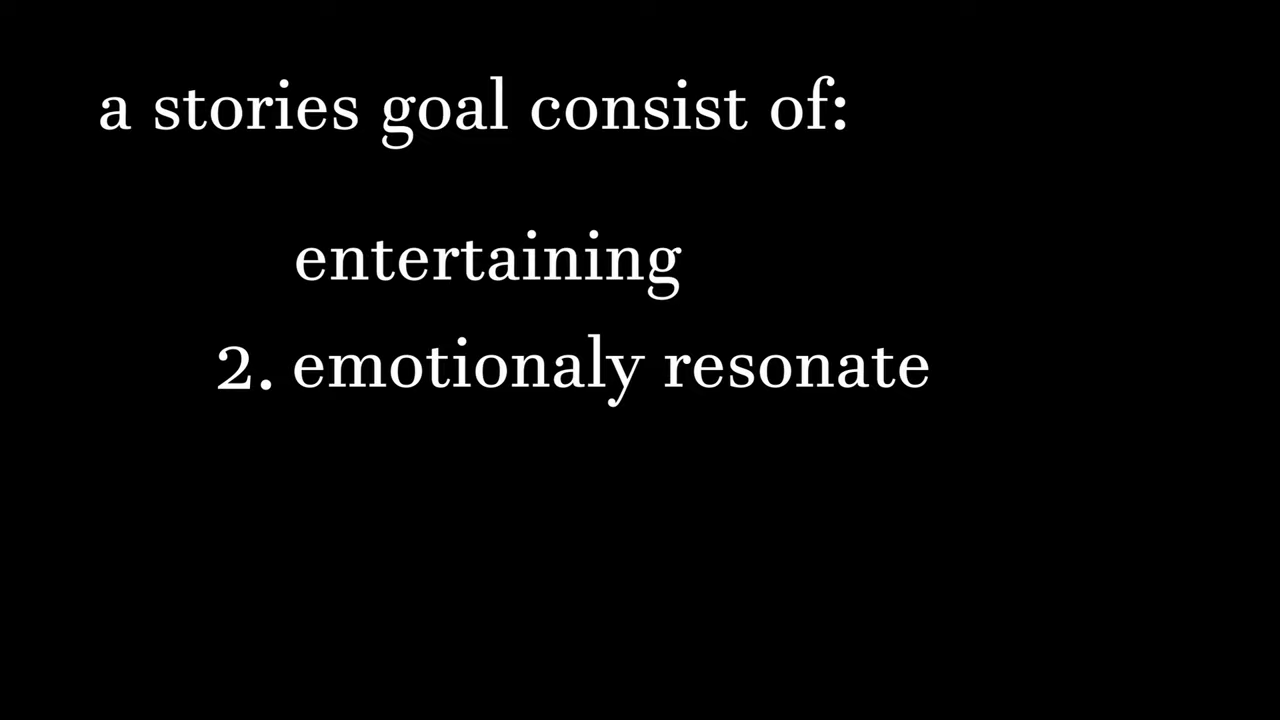 a stories goal consist of:
entertaining
2. emotionaly resonate